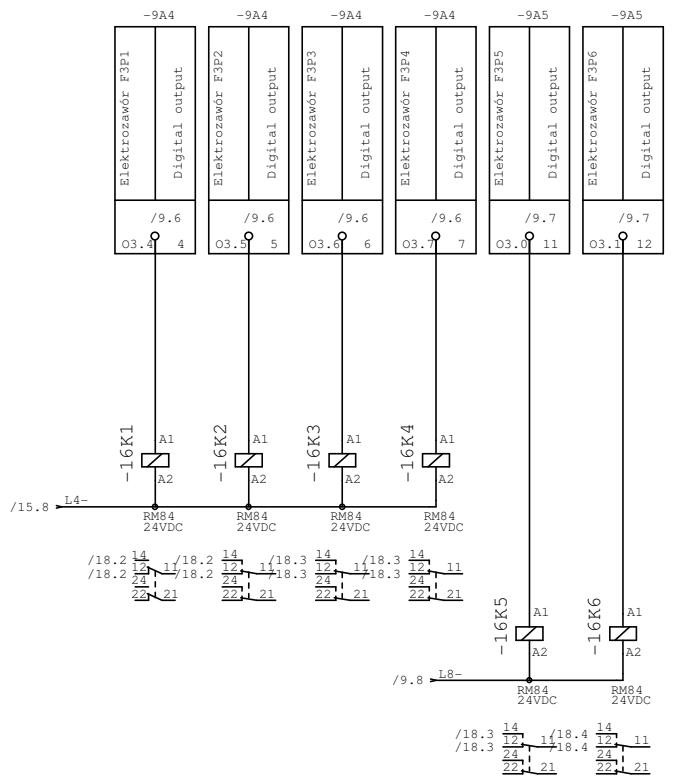 -9A4 -9A4 -9A4 -9A4 -9A5 -9A5
Elektrozawór F3P1
Digital output
Elektrozawór F3P2
Digital output
Elektrozawór F3P3
Digital output
Elektrozawór F3P4
Digital output
Elektrozawór F3P5
Digital output
Elektrozawór F3P6
Digital output
/9.6 /9.6 /9.6 /9.6 /9.7 /9.7
O3.4 4 O3.5 5 O3.6 6 O3.7 7 O3.0 11 O3.1 12
-16K1 -16K2 -16K3 -16K4
A1 A1 A1 A1
A2 A2 A2 A2
/15.8 L4-
RM84 RM84 RM84 RM84
24VDC 24VDC 24VDC 24VDC
/18.2 14 /18.2 14 /18.3 14 /18.3 14
/18.2 12 11 /18.2 12 11 /18.3 12 11 /18.3 12 11
24 24 24 24
22 21 22 21 22 21 22 21
-16K5 -16K6
A1 A1
A2 A2
/9.8 L8-
RM84 RM84
24VDC 24VDC
/18.3 14 /18.4 14
/18.3 12 11 /18.4 12 11
24 24
22 21 22 21